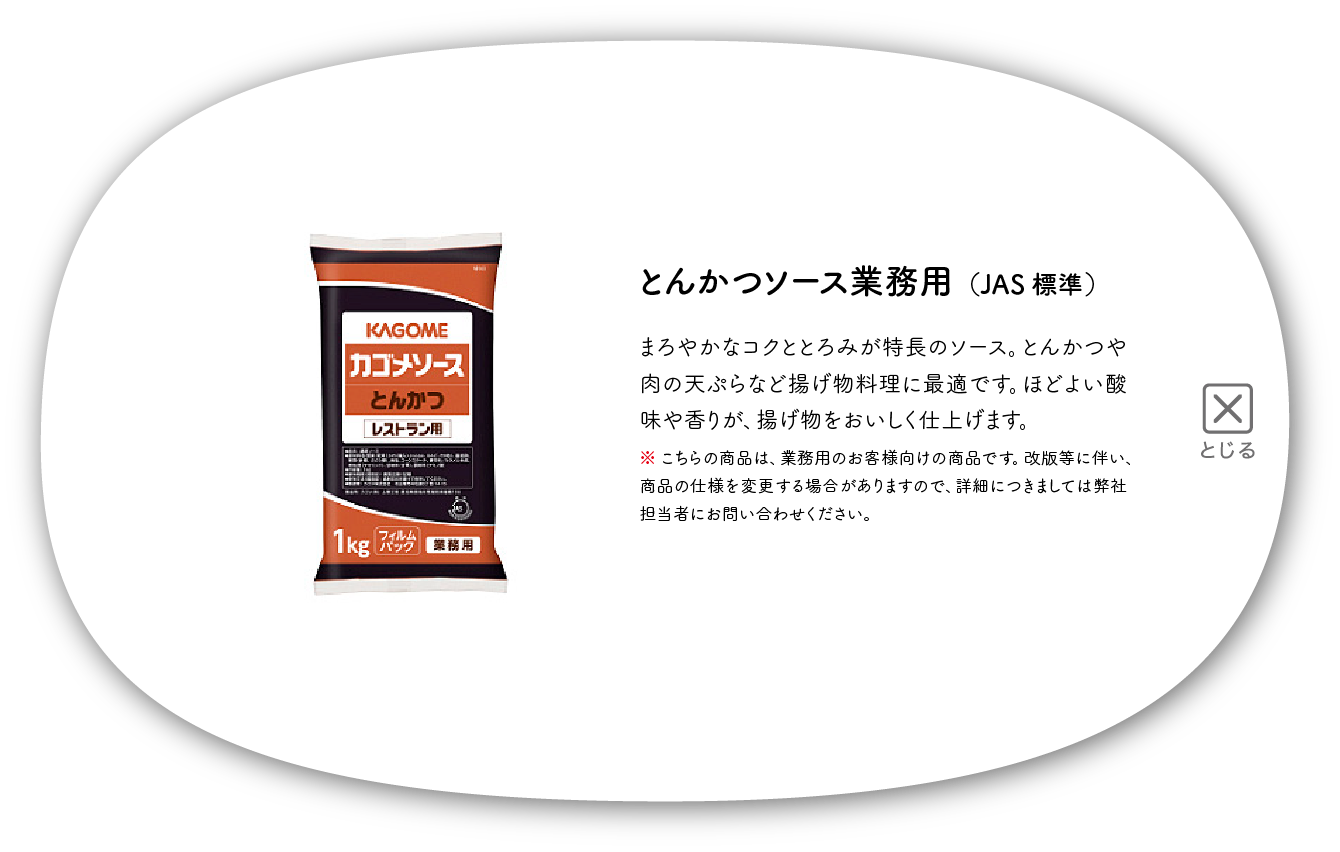 KAGOME
カゴメソース
とんかつ
レストラン用
1kg
フィルム
パック
業務用
とんかつソース業務用（JAS 標準）
まろやかなコクととろみが特長のソース。とんかつや
肉の天ぷらなど揚げ物料理に最適です。ほどよい酸
味や香りが、揚げ物をおいしく仕上げます。
※ こちらの商品は、業務用のお客様向けの商品です。改版等に伴い、
商品の仕様を変更する場合がありますので、詳細につきましては弊社
担当者にお問い合わせください。
とじる